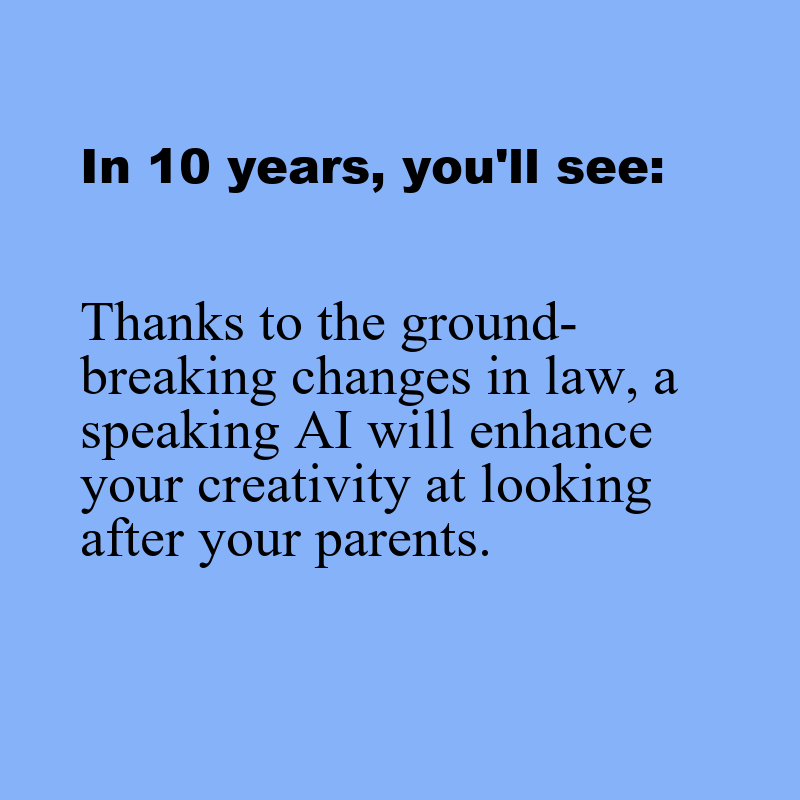 In 10 years, you'll see:
Thanks to the ground-
breaking changes in law, a
speaking AI will enhance
your creativity at looking
after your parents.